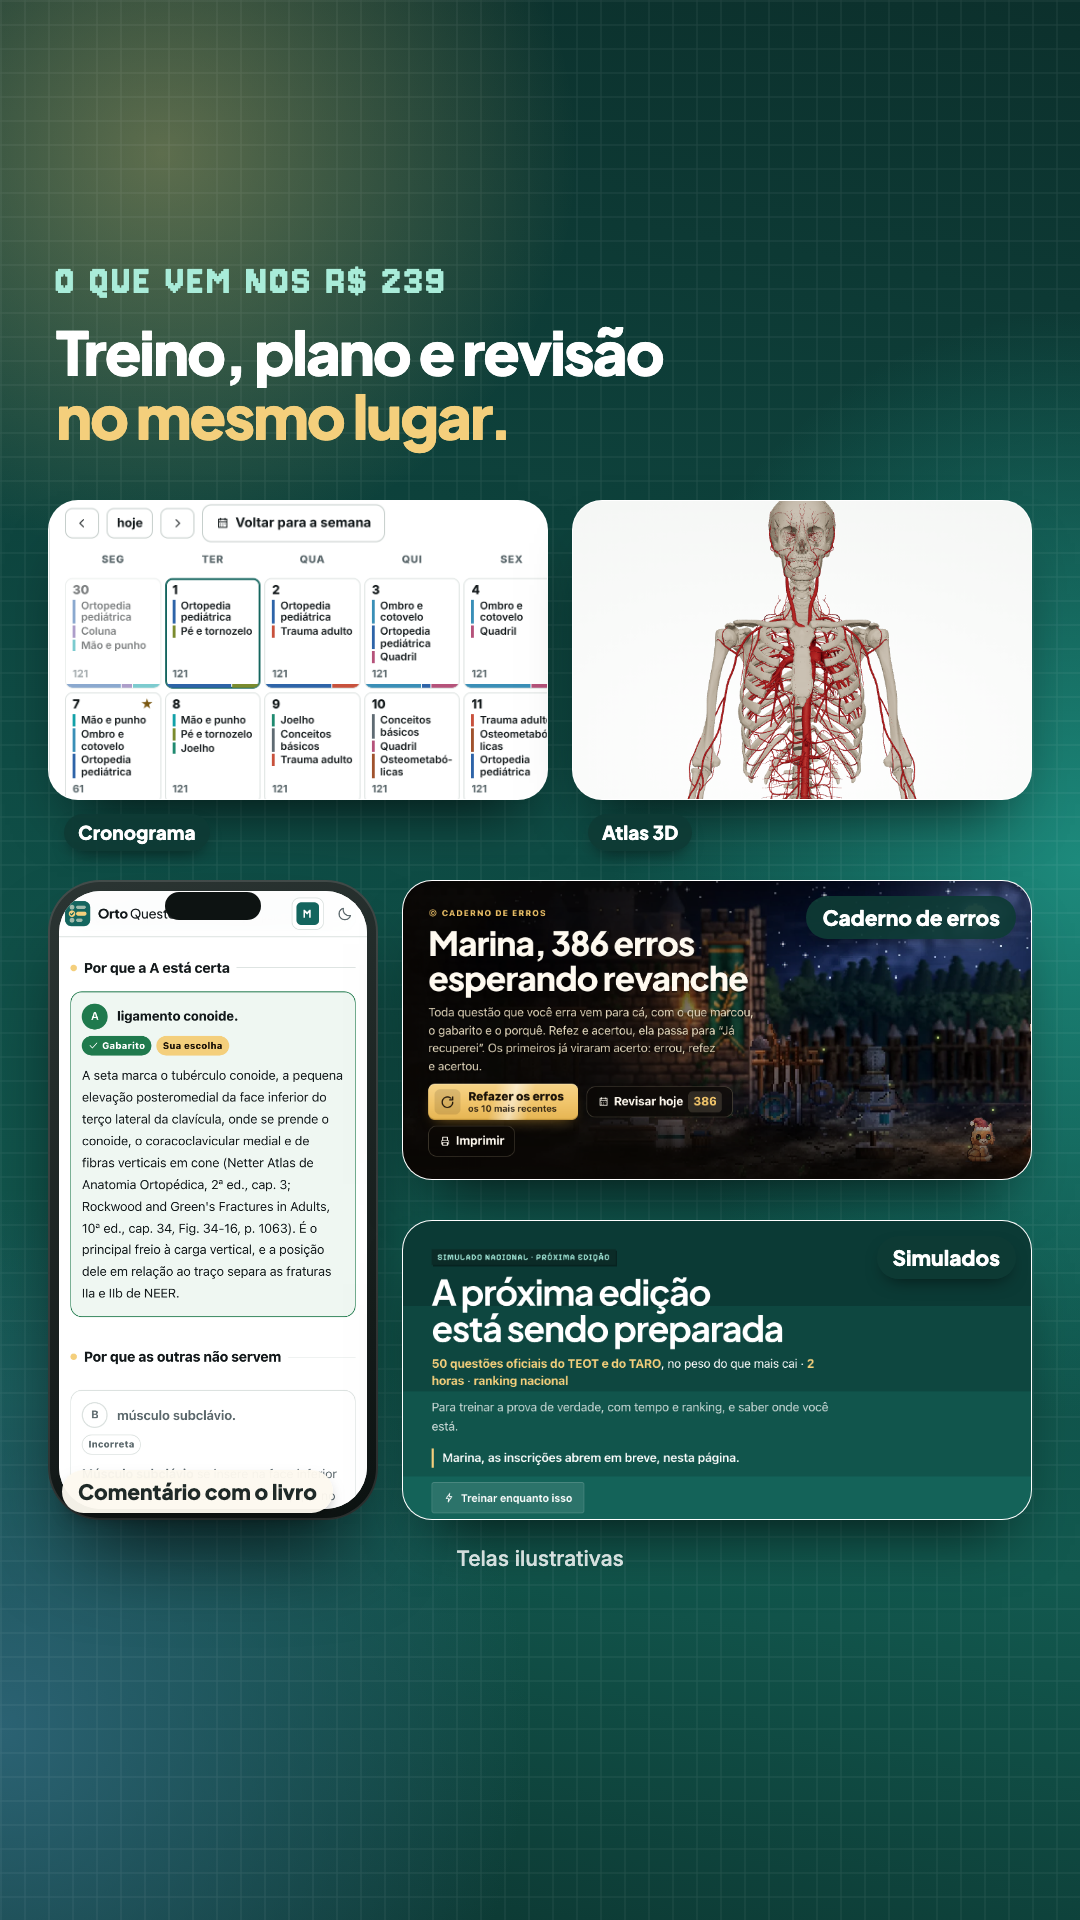 O QUE VEM NOS R$ 239
Treino, plano e revisão
no mesmo lugar.
hoje
Voltar para a semana
SEG TER QUA QUI SEX
30
Ortopedia
pediátrica
Coluna
Mão e punho
121
1
Ortopedia
pediátrica
Pé e tornozelo
121
2
Ortopedia
pediátrica
Trauma adulto
121
3
Ombro e
cotovelo
Ortopedia
pediátrica
Quadril
121
4
Ombro e
cotovelo
Quadril
121
7
Mão e punho
Ombro e
cotovelo
Ortopedia
pediátrica
61
8
Mão e punho
Pé e tornozelo
Joelho
121
9
Joelho
Conceitos
básicos
Trauma adulto
121
10
Conceitos
básicos
Quadril
Osteometabó-
licas
121
11
Trauma adult
Osteometabó
licas
Ortopedia
pediátrica
121
Cronograma
Atlas 3D
Orto Quest
M
Por que a A está certa
A ligamento conoide.
Gabarito Sua escolha
A seta marca o tubérculo conoide, a pequena
elevação posteromedial da face inferior do
terço lateral da clavícula, onde se prende o
conoide, o coracoclavicular medial e de
fibras verticais em cone (Netter Atlas de
Anatomia Ortopédica, 2ª ed., cap. 3;
Rockwood and Green's Fractures in Adults,
10ª ed., cap. 34, Fig. 34-16, p. 1063). É o
principal freio à carga vertical, e a posição
dele em relação ao traço separa as fraturas
IIa e IIb de NEER.
Por que as outras não servem
B músculo subclávio.
Incorreta
Comentário com o livro
CADERNO DE ERROS
Caderno de erros
Marina, 386 erros
esperando revanche
Toda questão que você erra vem para cá, com o que marcou,
o gabarito e o porquê. Refez e acertou, ela passa para “Já
recuperei”. Os primeiros já viraram acerto: errou, refez
e acertou.
Refazer os erros
os 10 mais recentes
Revisar hoje 386
Imprimir
SIMULADO NACIONAL · PRÓXIMA EDIÇÃO
Simulados
A próxima edição
está sendo preparada
50 questões oficiais do TEOT e do TARO, no peso do que mais cai · 2
horas · ranking nacional
Para treinar a prova de verdade, com tempo e ranking, e saber onde você
está.
Marina, as inscrições abrem em breve, nesta página.
Treinar enquanto isso
Telas ilustrativas